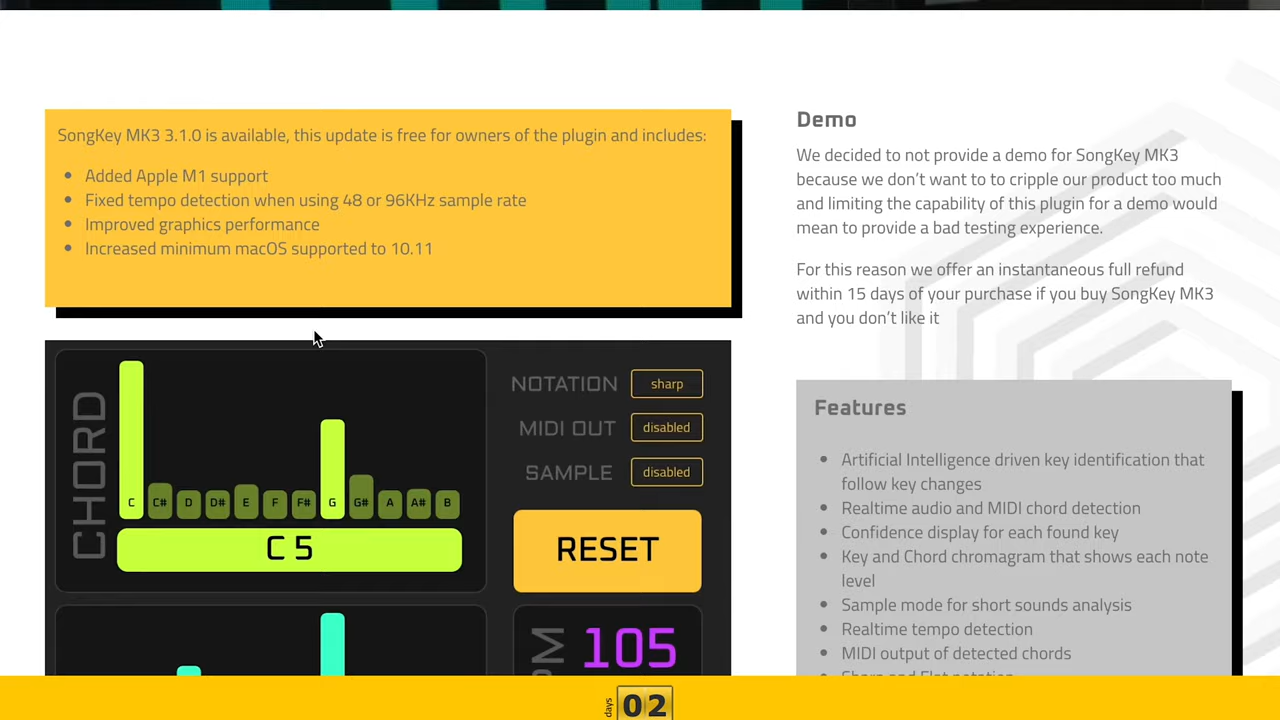 SongKey MK3 3.1.0 is available, this update is free for owners of the plugin and includes:
Added Apple M1 support
Fixed tempo detection when using 48 or 96KHz sample rate
Improved graphics performance
Increased minimum macOS supported to 10.11
CHORD
C C# D D# E F F# G G# A A# B
C 5
NOTATION sharp
MIDI OUT disabled
SAMPLE disabled
RESET
105
Demo
We decided to not provide a demo for SongKey MK3
because we don’t want to to cripple our product too much
and limiting the capability of this plugin for a demo would
mean to provide a bad testing experience.
For this reason we offer an instantaneous full refund
within 15 days of your purchase if you buy SongKey MK3
and you don’t like it
Features
Artificial Intelligence driven key identification that
follow key changes
Realtime audio and MIDI chord detection
Confidence display for each found key
Key and Chord chromagram that shows each note
level
Sample mode for short sounds analysis
Realtime tempo detection
MIDI output of detected chords
Sharp and Flat notation
days 02